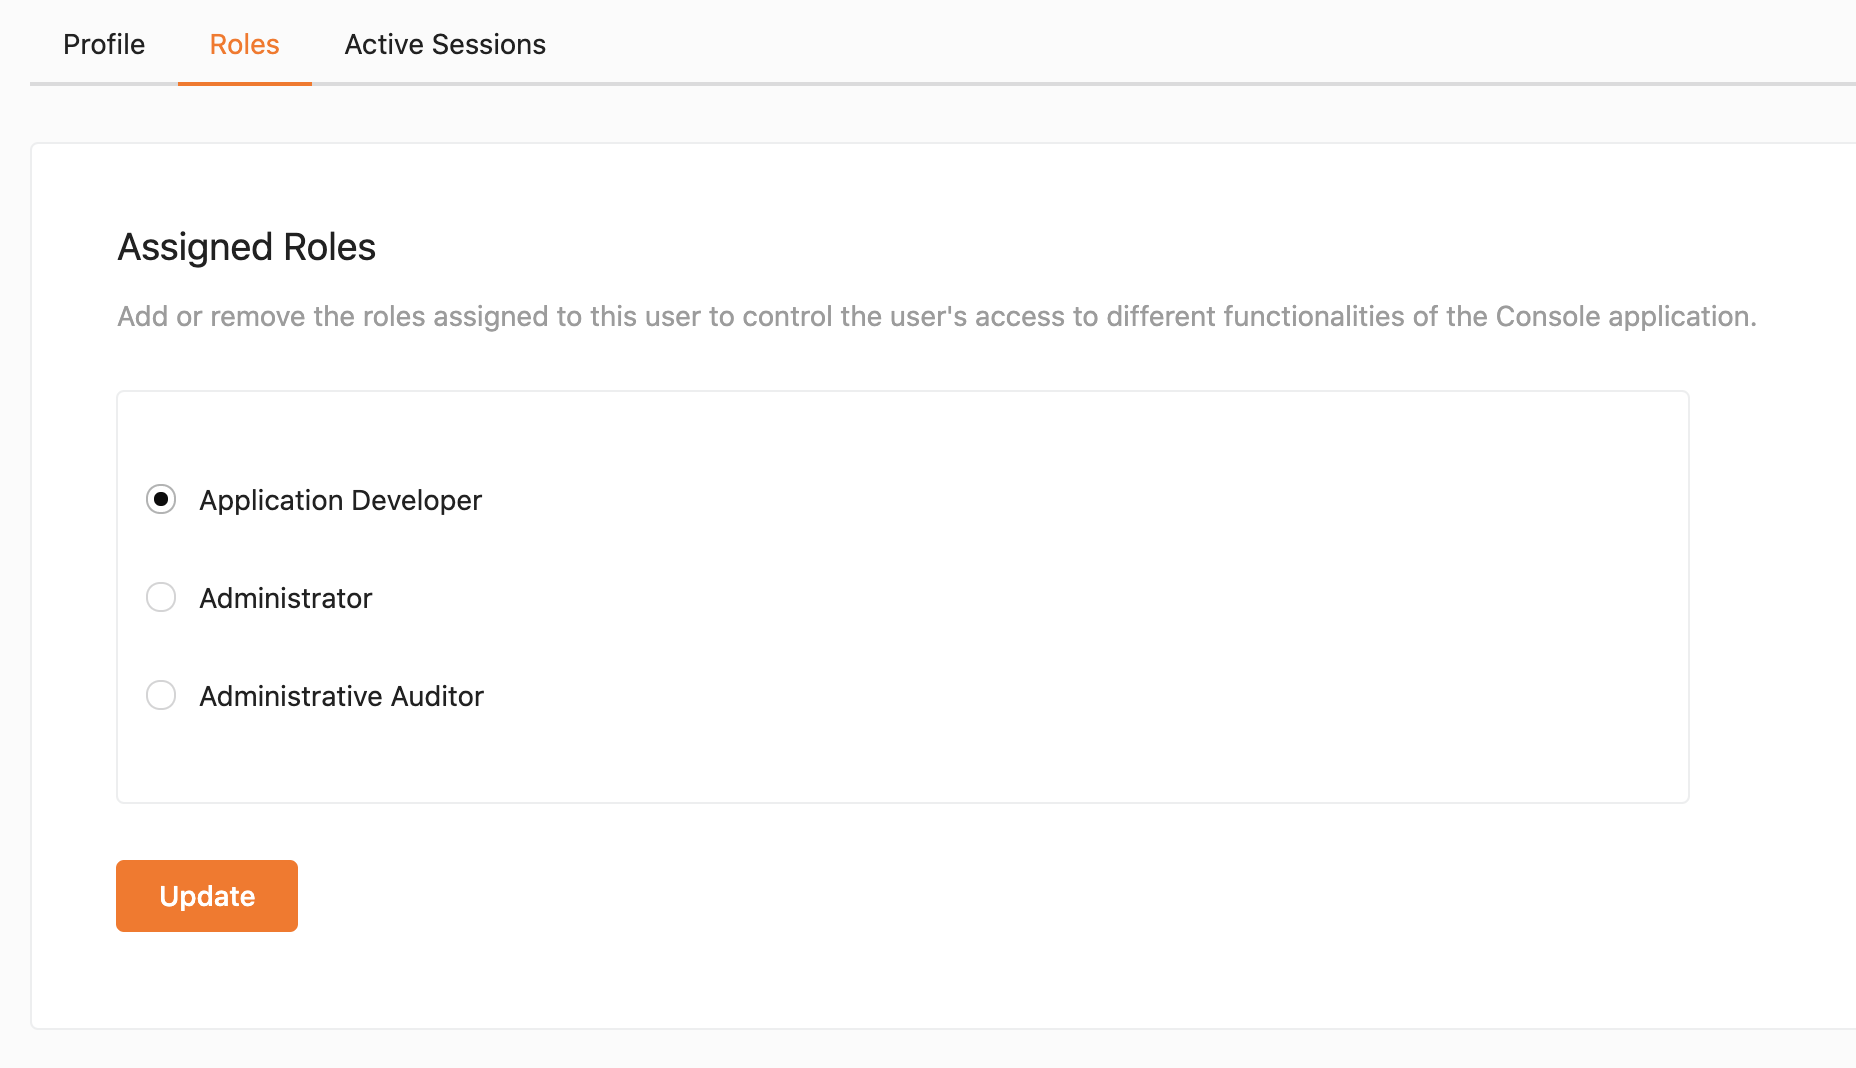 Profile Roles Active Sessions
Assigned Roles
Add or remove the roles assigned to this user to control the user's access to different functionalities of the Console application.
Application Developer
Administrator
Administrative Auditor
Update